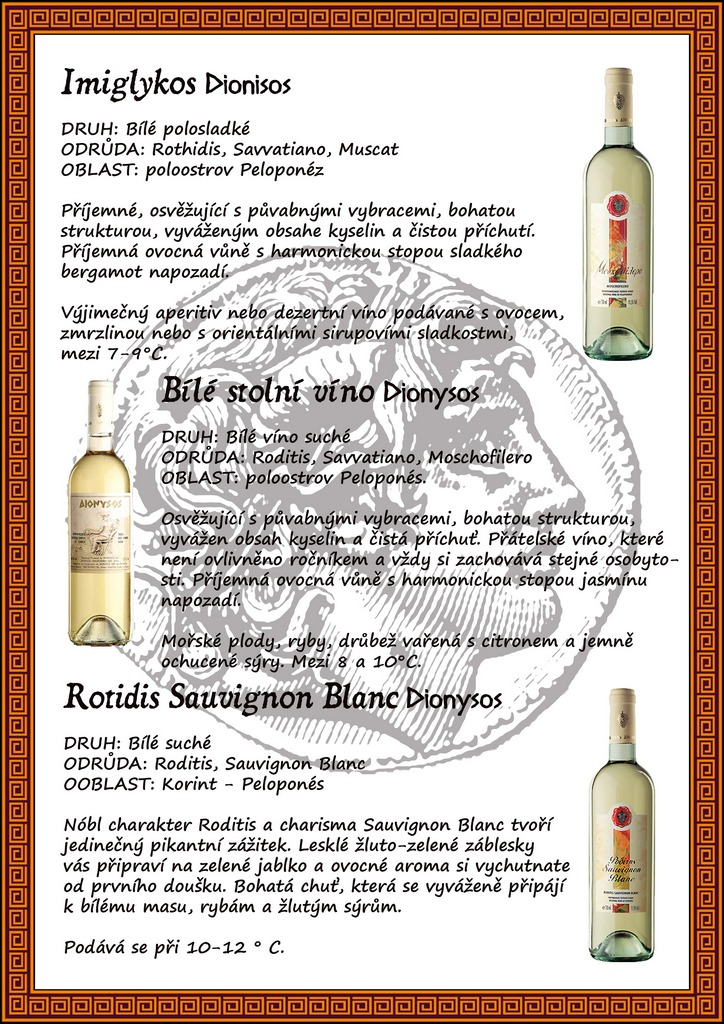 Imiglykos Dionisos
DRUH: Bílé polosladké
ODRŮDA: Rothidis, Savvatiano, Muscat
OBLAST: poloostrov Peloponéz
Příjemné, osvěžující s půvabnými vybracemi, bohatou
strukturou, vyváženým obsahe kyselin a čistou příchutí.
Příjemná ovocná vůně s harmonickou stopou sladkého
bergamot napozadí.
Výjimečný aperitiv nebo dezertní víno podávané s ovocem,
zmrzlinou nebo s orientálními sirupovími sladkostmi,
mezi 7-9°C.
MOSCHOFILERO
Bílé stolní víno Dionysos
DRUH: Bílé víno suché
ODRŮDA: Roditis, Savvatiano, Moschofilero
OBLAST: poloostrov Peloponés.
Osvěžující s půvabnými vybracemi, bohatou strukturou,
vyvážen obsah kyselin a čistá příchuť. Přátelské víno, které
není ovlivněno ročníkem a vždy si zachovává stejné osobyto-
sti. Příjemná ovocná vůně s harmonickou stopou jasmínu
napozadí.
Mořské plody, ryby, drůbež vařená s citronem a jemně
ochucené sýry. Mezi 8 a 10°C.
ΔIONYSOS
Rotidis Sauvignon Blanc Dionysos
DRUH: Bílé suché
ODRŮDA: Roditis, Sauvignon Blanc
OOBLAST: Korint - Peloponés
Nóbl charakter Roditis a charisma Sauvignon Blanc tvoří
jedinečný pikantní zážitek. Lesklé žluto-zelené záblesky
vás připraví na zelené jablko a ovocné aroma si vychutnate
od prvního doušku. Bohatá chuť, která se vyváženě připájí
k bílému masu, rybám a žlutým sýrům.
Podává se při 10-12 ° C.
Sauvignon
Blanc